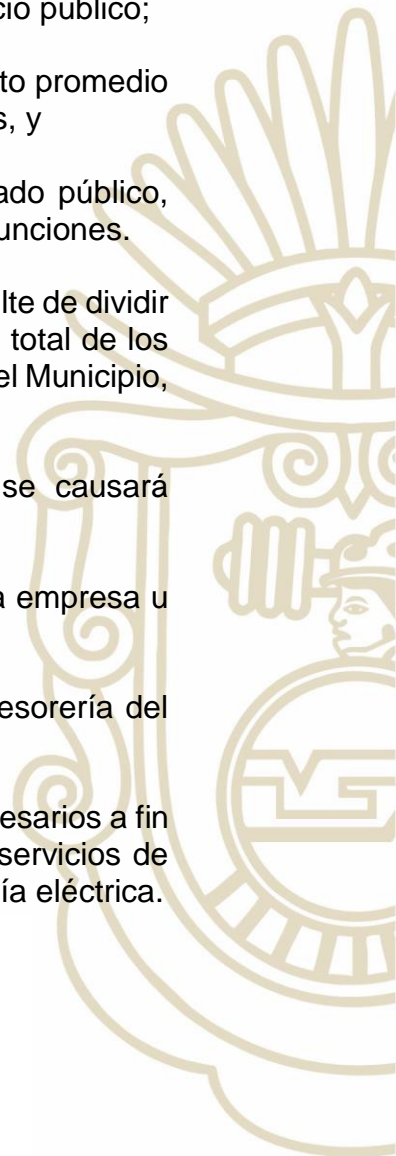 cio público;
to promedio
s, y
ado público,
unciones.
lte de dividir
total de los
el Municipio,
se causará
a empresa u
esorería del
esarios a fin
servicios de
ía eléctrica.